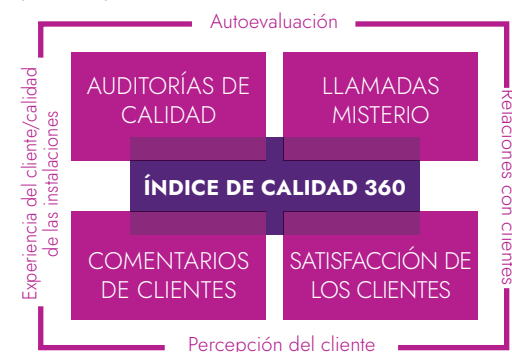 Autoevaluación
Experiencia del cliente/calidad
de las instalaciones
AUDITORÍAS DE
CALIDAD
LLAMADAS
MISTERIO
Relaciones con clientes
ÍNDICE DE CALIDAD 360
COMENTARIOS
DE CLIENTES
SATISFACCIÓN DE
LOS CLIENTES
Percepción del cliente